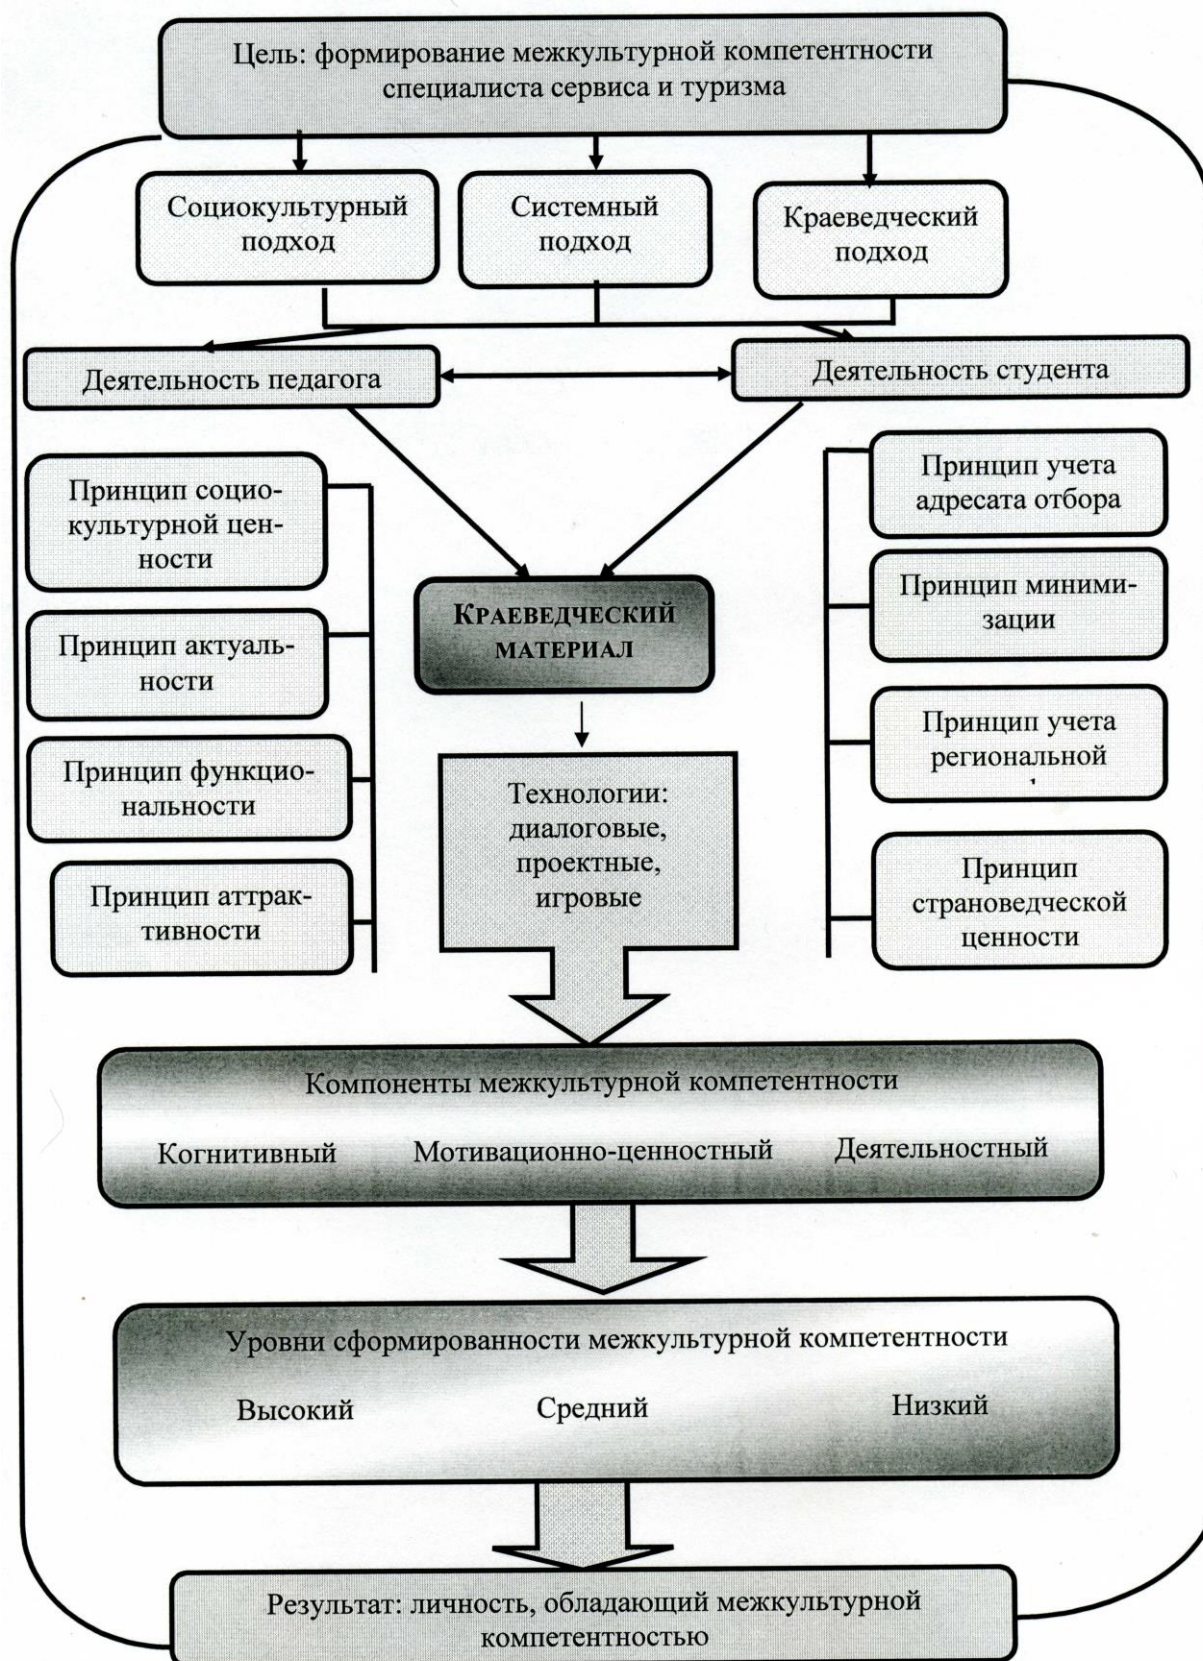 Цель: формирование межкультурной компетентности
специалиста сервиса и туризма
Социокультурный
подход
Системный
подход
Краеведческий
подход
Деятельность педагога
Деятельность студента
Принцип социо-
культурной цен-
ности
Принцип актуаль-
ности
Принцип функцио-
нальности
Принцип аттрак-
тивности
КРАЕВЕДЧЕСКИЙ
МАТЕРИАЛ
Технологии:
диалоговые,
проектные,
игровые
Принцип учета
адресата отбора
Принцип миними-
зации
Принцип учета
региональной
Принцип
страноведческой
ценности
Компоненты межкультурной компетентности
Когнитивный Мотивационно-ценностный Деятельностный
Уровни сформированности межкультурной компетентности
Высокий Средний Низкий
Результат: личность, обладающий межкультурной
компетентностью